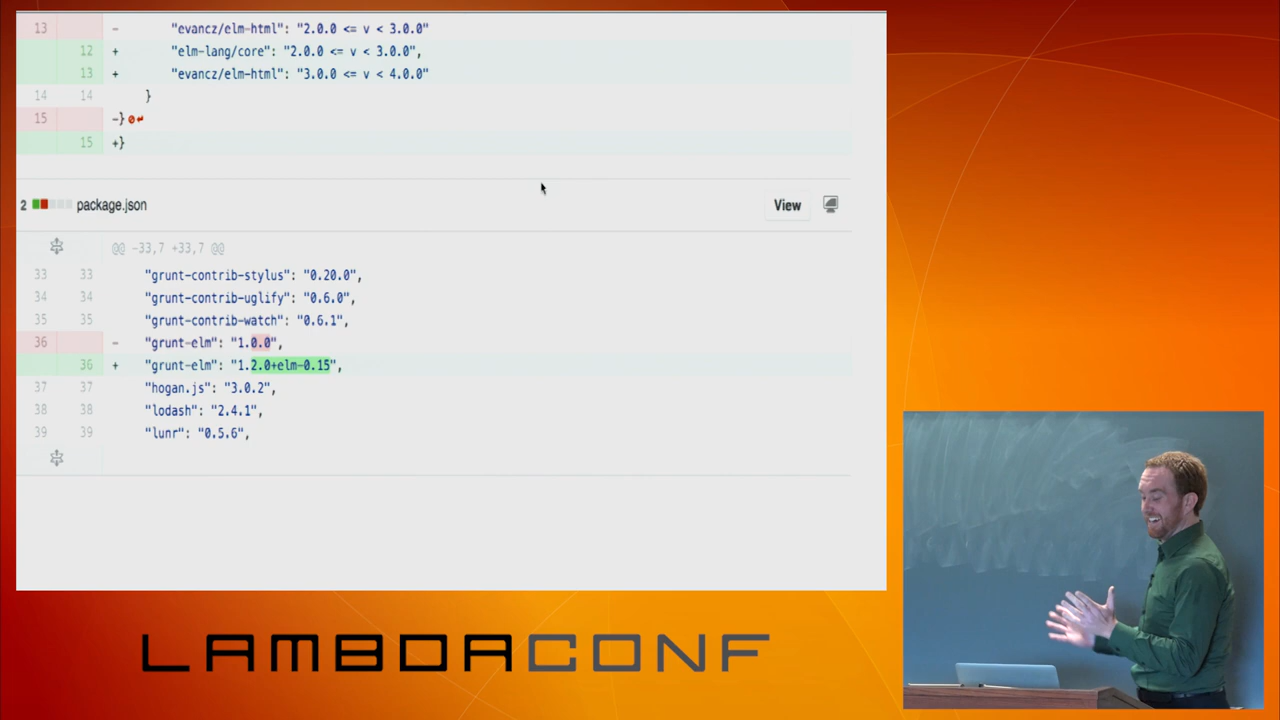 13 - "evancz/elm-html": "2.0.0 <= v < 3.0.0"
12 + "elm-lang/core": "2.0.0 <= v < 3.0.0",
13 + "evancz/elm-html": "3.0.0 <= v < 4.0.0"
14 14 }
15 -}
15 +}
2 package.json View
@@ -33,7 +33,7 @@
33 33 "grunt-contrib-stylus": "0.20.0",
34 34 "grunt-contrib-uglify": "0.6.0",
35 35 "grunt-contrib-watch": "0.6.1",
36 - "grunt-elm": "1.0.0",
36 + "grunt-elm": "1.2.0+elm-0.15",
37 37 "hogan.js": "3.0.2",
38 38 "lodash": "2.4.1",
39 39 "lunr": "0.5.6",
LAMBDACONF